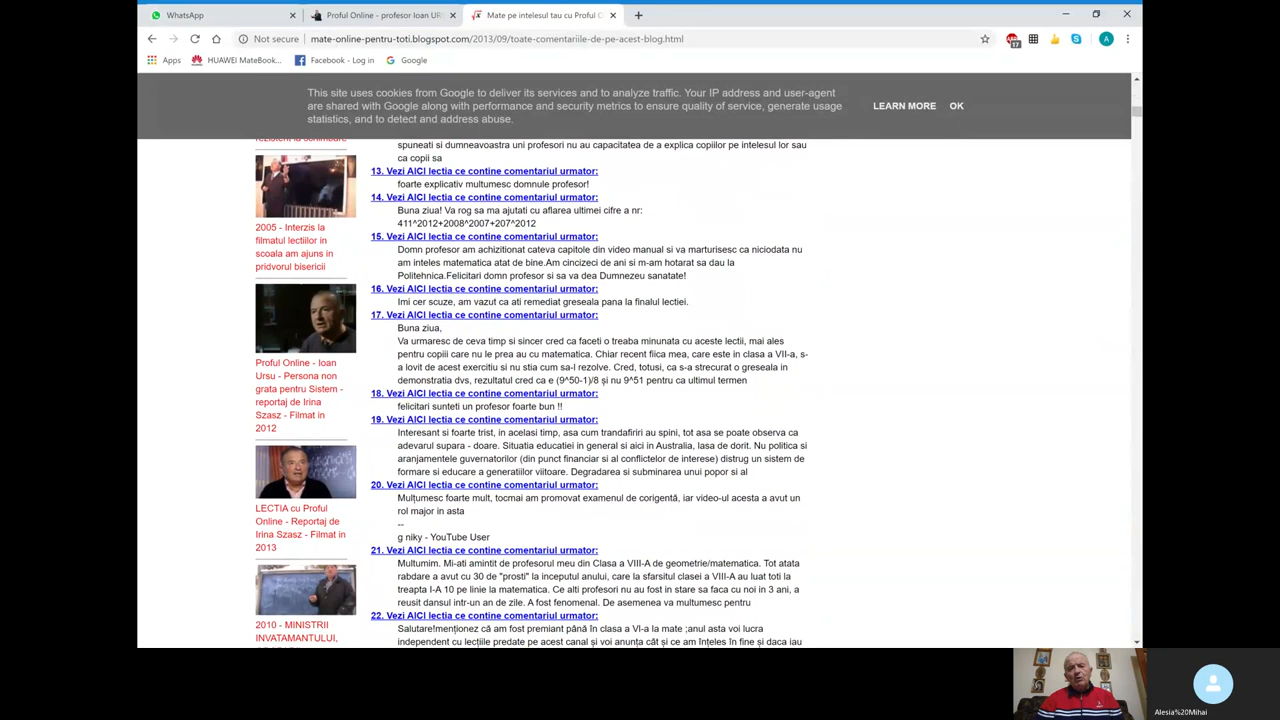 WhatsApp
Proful Online - profesor Ioan UR
Mate pe intelesul tau cu Proful O
Not secure
mate-online-pentru-toti.blogspot.com/2013/09/toate-comentariile-de-pe-acest-blog.html
17
A
Apps
HUAWEI MateBook...
Facebook - Log in
Google
This site uses cookies from Google to deliver its services and to analyze traffic. Your IP address and user-agent
are shared with Google along with performance and security metrics to ensure quality of service, generate usage
statistics, and to detect and address abuse.
LEARN MORE
OK
2005 - Interzis la
filmatul lectiilor in
scoala am ajuns in
pridvorul bisericii
Proful Online - Ioan
Ursu - Persona non
grata pentru Sistem -
reportaj de Irina
Szasz - Filmat in
2012
LECTIA cu Proful
Online - Reportaj de
Irina Szasz - Filmat in
2013
2010 - MINISTRII
INVATAMANTULUI,
spuneati si dumneavoastra uni profesori nu au capacitatea de a explica copiilor pe intelesul lor sau
ca copii sa
13. Vezi AICI lectia ce contine comentariul urmator:
foarte explicativ multumesc domnule profesor!
14. Vezi AICI lectia ce contine comentariul urmator:
Buna ziua! Va rog sa ma ajutati cu aflarea ultimei cifre a nr:
411^2012+2008^2007+207^2012
15. Vezi AICI lectia ce contine comentariul urmator:
Domn profesor am achizitionat cateva capitole din video manual si va marturisesc ca niciodata nu
am inteles matematica atat de bine.Am cincizeci de ani si m-am hotarat sa dau la
Politehnica.Felicitari domn profesor si sa va dea Dumnezeu sanatate!
16. Vezi AICI lectia ce contine comentariul urmator:
Imi cer scuze, am vazut ca ati remediat greseala pana la finalul lectiei.
17. Vezi AICI lectia ce contine comentariul urmator:
Buna ziua,
Va urmaresc de ceva timp si sincer cred ca faceti o treaba minunata cu aceste lectii, mai ales
pentru copiii care nu le prea au cu matematica. Chiar recent fiica mea, care este in clasa a VII-a, s-
a lovit de acest exercitiu si nu stia cum sa-l rezolve. Cred, totusi, ca s-a strecurat o greseala in
demonstratia dvs, rezultatul cred ca e (9^50-1)/8 și nu 9^51 pentru ca ultimul termen
18. Vezi AICI lectia ce contine comentariul urmator:
felicitari sunteti un profesor foarte bun !!
19. Vezi AICI lectia ce contine comentariul urmator:
Interesant si foarte trist, in acelasi timp, asa cum trandafirii au spini, tot asa se poate observa ca
adevarul supara - doare. Situatia educatiei in general si aici in Australia, lasa de dorit. Nu politica si
aranjamentele guvernatorilor (din punct financiar si al conflictelor de interese) distrug un sistem de
formare si educare a generatiilor viitoare. Degradarea si subminarea unui popor si al
20. Vezi AICI lectia ce contine comentariul urmator:
Mulțumesc foarte mult, tocmai am promovat examenul de corigentă, iar video-ul acesta a avut un
rol major in asta
--
g niky - YouTube User
21. Vezi AICI lectia ce contine comentariul urmator:
Multumim. Mi-ati amintit de profesorul meu din Clasa a VIII-A de geometrie/matematica. Tot atata
rabdare a avut cu 30 de "prosti" la inceputul anului, care la sfarsitul clasei a VIII-A au luat toti la
treapta I-A 10 pe linie la matematica. Ce alti profesori nu au fost in stare sa faca cu noi in 3 ani, a
reusit dansul intr-un an de zile. A fost fenomenal. De asemenea va multumesc pentru
22. Vezi AICI lectia ce contine comentariul urmator:
Salutare!menționez că am fost premiant până în clasa a VI-a la mate ;anul asta voi lucra
independent cu lecțiile predate pe acest canal și voi anunța cât și ce am înțeles în fine și daca iau
Alesia%20Mihai